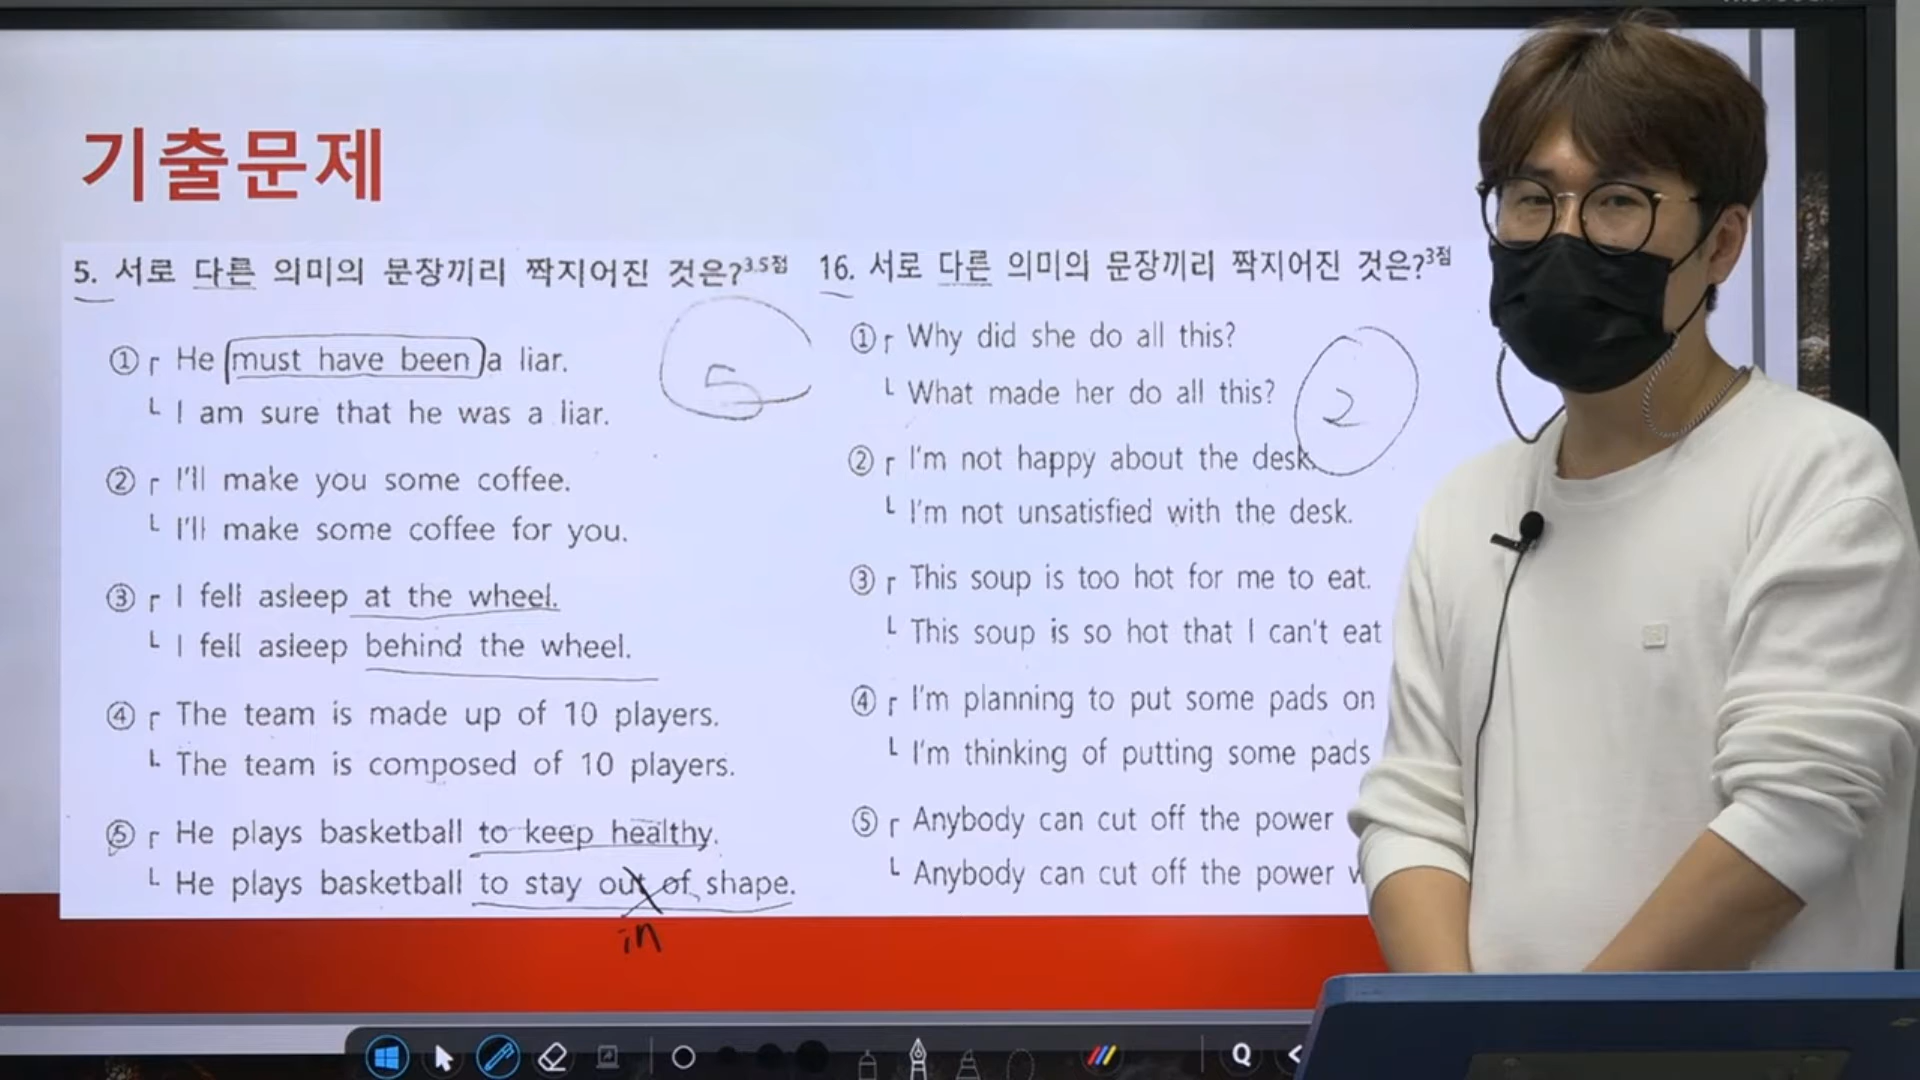 기출문제
5. 서로 다른 의미의 문장끼리 짝지어진 것은?3.5점
5
① He must have been a liar.
I am sure that he was a liar.
② I'll make you some coffee.
I'll make some coffee for you.
③ I fell asleep at the wheel.
I fell asleep behind the wheel.
④ The team is made up of 10 players.
The team is composed of 10 players.
⑤ He plays basketball to keep healthy.
He plays basketball to stay out of shape.
in
16. 서로 다른 의미의 문장끼리 짝지어진 것은?3점
2
① Why did she do all this?
What made her do all this?
② I'm not happy about the desk.
I'm not unsatisfied with the desk.
③ This soup is too hot for me to eat.
This soup is so hot that I can't eat
④ I'm planning to put some pads on
I'm thinking of putting some pads
⑤ Anybody can cut off the power
Anybody can cut off the power